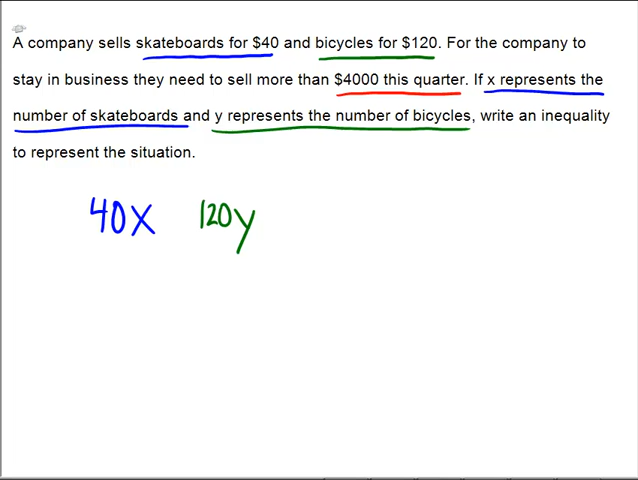 A company sells skateboards for $40 and bicycles for $120. For the company to
stay in business they need to sell more than $4000 this quarter. If x represents the
number of skateboards and y represents the number of bicycles, write an inequality
to represent the situation.
40x 120y